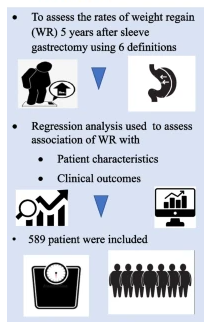 • To assess the rates of weight regain
(WR) 5 years after sleeve
gastrectomy using 6 definitions
• Regression analysis used to assess
association of WR with
• Patient characteristics
• Clinical outcomes
• 589 patient were included